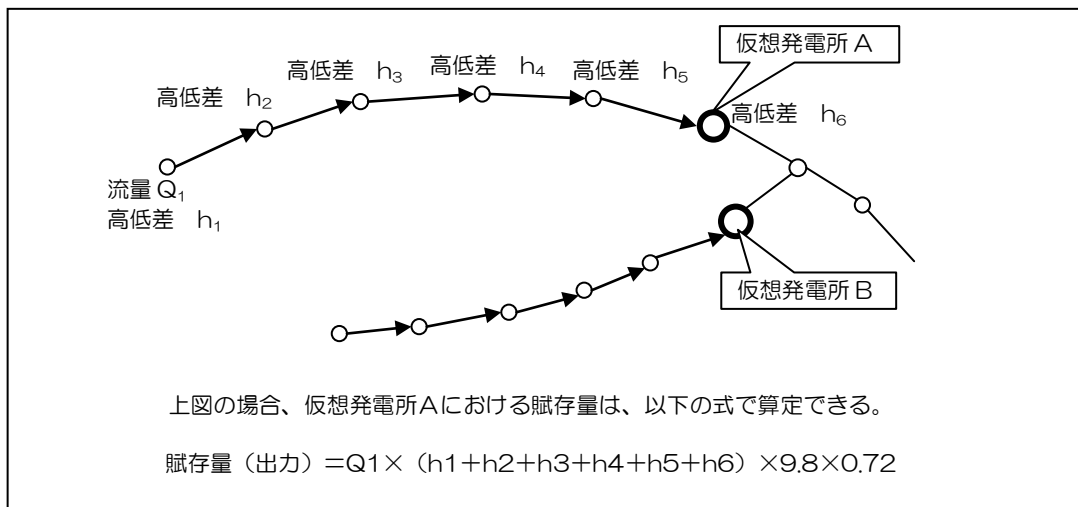 仮想発電所A
高低差 h₅
高低差 h₄
高低差 h₃
高低差 h₂
高低差 h₆
流量Q₁
高低差 h₁
仮想発電所B
上図の場合、仮想発電所Aにおける賦存量は、以下の式で算定できる。
賦存量（出力）＝Q1×（h1+h2+h3+h4+h5+h6）×9.8×0.72